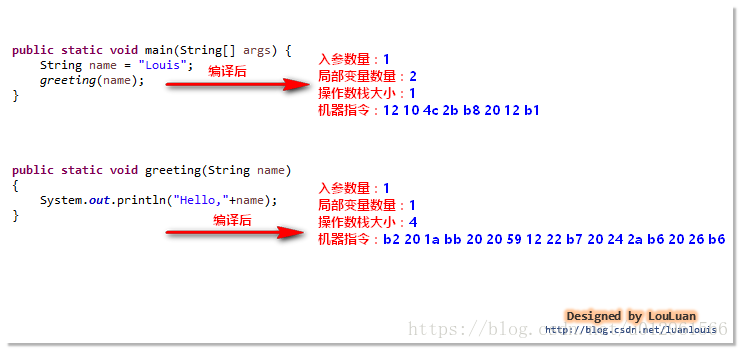 public static void main(String[] args) {
String name = "Louis";
greeting(name);
}
编译后
入参数量：1
局部变量数量：2
操作数栈大小：1
机器指令：12 10 4c 2b b8 20 12 b1
public static void greeting(String name)
{
System.out.println("Hello,"+name);
}
编译后
入参数量：1
局部变量数量：1
操作数栈大小：4
机器指令：b2 20 1a bb 20 20 59 12 22 b7 20 24 2a b6 20 26 b6
Designed by LouLuan
http://blog.csdn.net/luanlouis